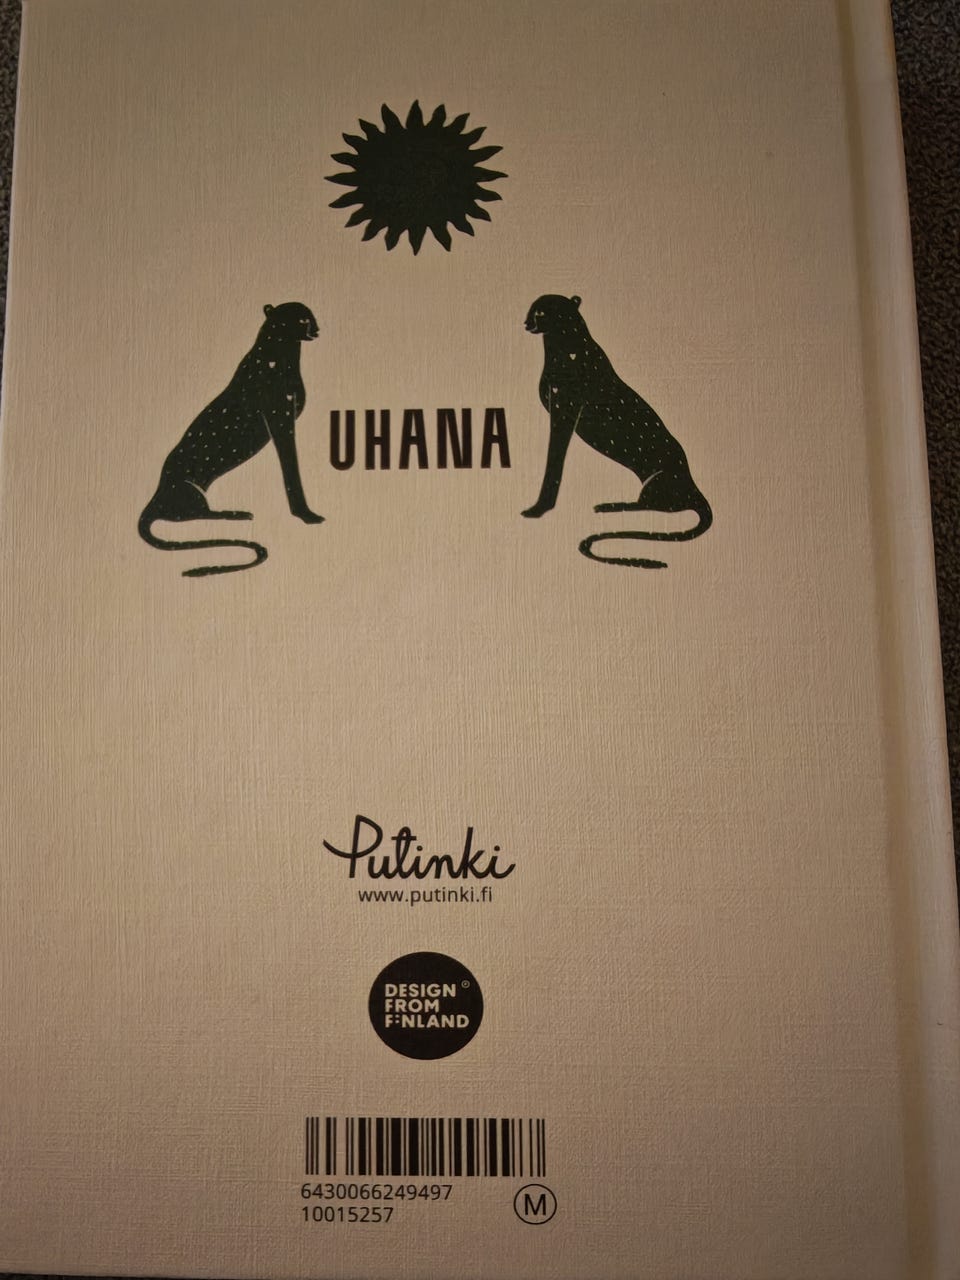 UHANA
Putinki
www.putinki.fi
DESIGN ®
FROM
FINLAND
6430066249497
10015257
M